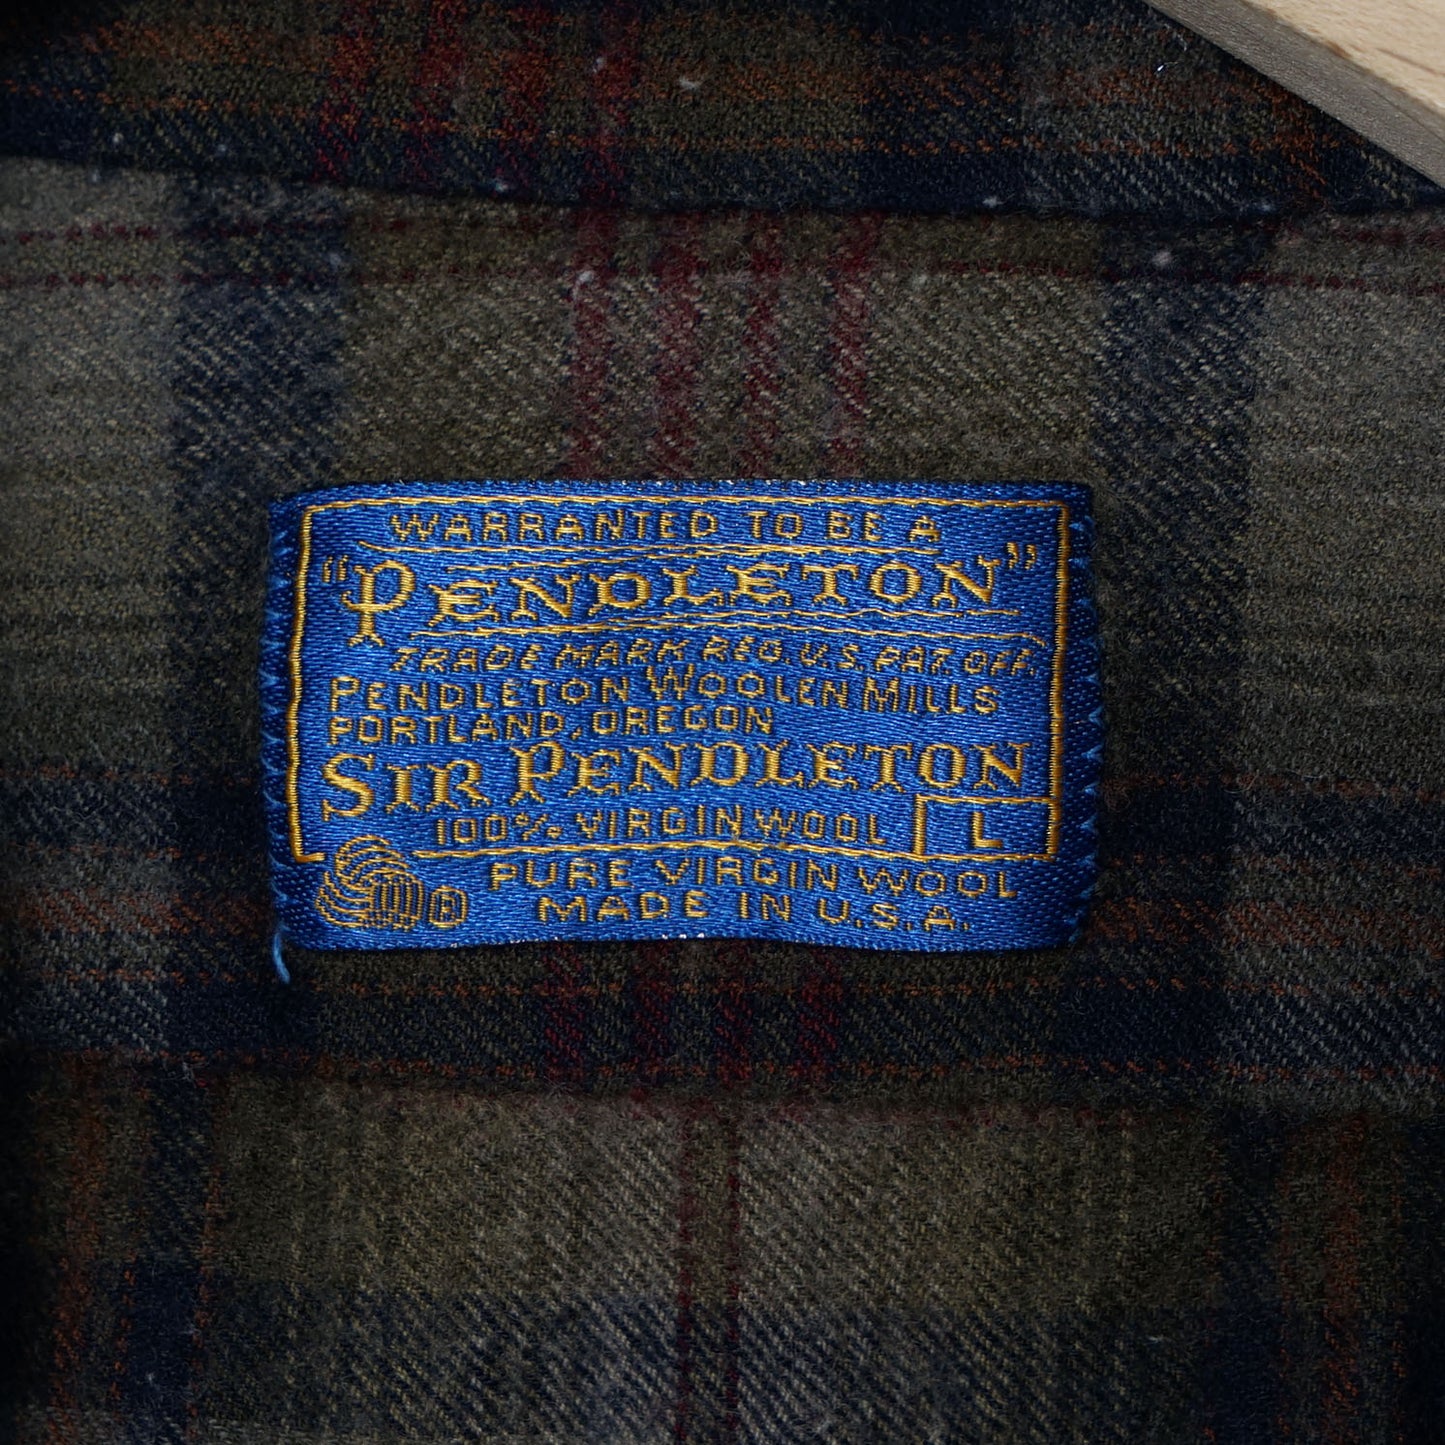 WARRANTED TO BE A
"PENDLETON"
TRADE MARK REG. U.S. PAT. OFF.
PENDLETON WOOLEN MILLS
PORTLAND, OREGON
SIR PENDLETON
100% VIRGIN WOOL L
PURE VIRGIN WOOL
® MADE IN U.S.A.